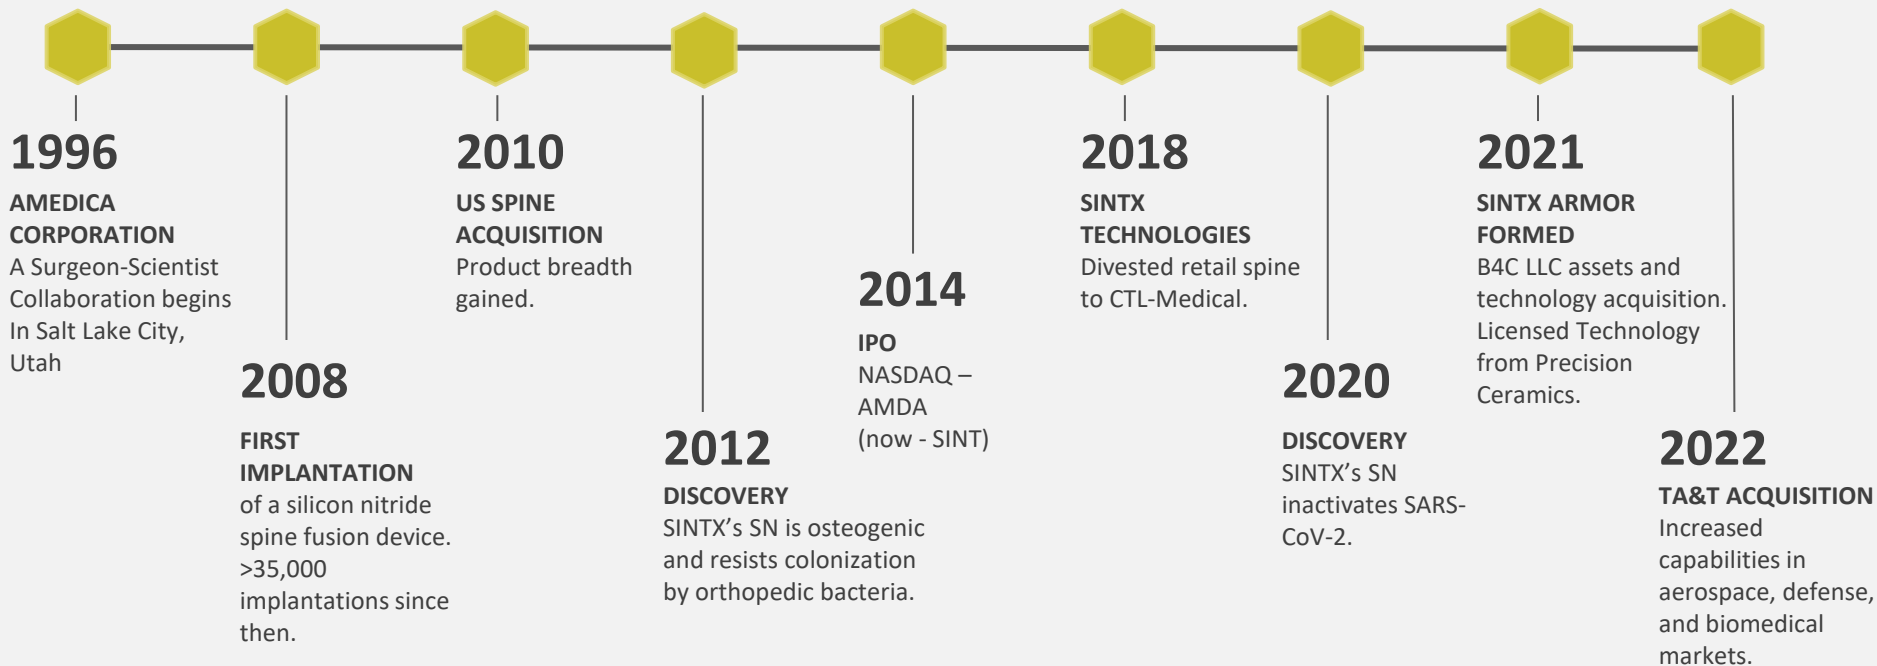 1996
AMEDICA
CORPORATION
A Surgeon-Scientist
Collaboration begins
In Salt Lake City,
Utah
2008
FIRST
IMPLANTATION
of a silicon nitride
spine fusion device.
>35,000
implantations since
then.
2010
US SPINE
ACQUISITION
Product breadth
gained.
2012
DISCOVERY
SINTX’s SN is osteogenic
and resists colonization
by orthopedic bacteria.
2014
IPO
NASDAQ –
AMDA
(now - SINT)
2018
SINTX
TECHNOLOGIES
Divested retail spine
to CTL-Medical.
2020
DISCOVERY
SINTX’s SN
inactivates SARS-
CoV-2.
2021
SINTX ARMOR
FORMED
B4C LLC assets and
technology acquisition.
Licensed Technology
from Precision
Ceramics.
2022
TA&T ACQUISITION
Increased
capabilities in
aerospace, defense,
and biomedical
markets.